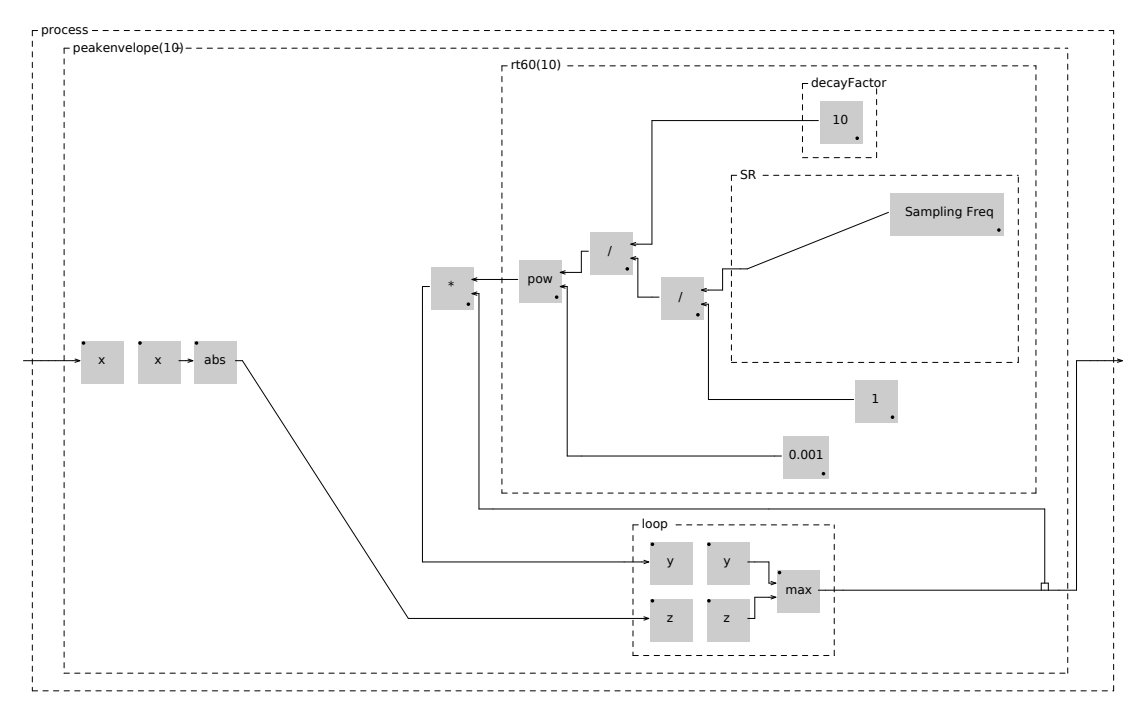 process
peakenvelope(10)
rt60(10)
decayFactor
10
SR
Sampling Freq
/
pow
*
/
x
x
abs
1
0.001
loop
y
y
max
z
z